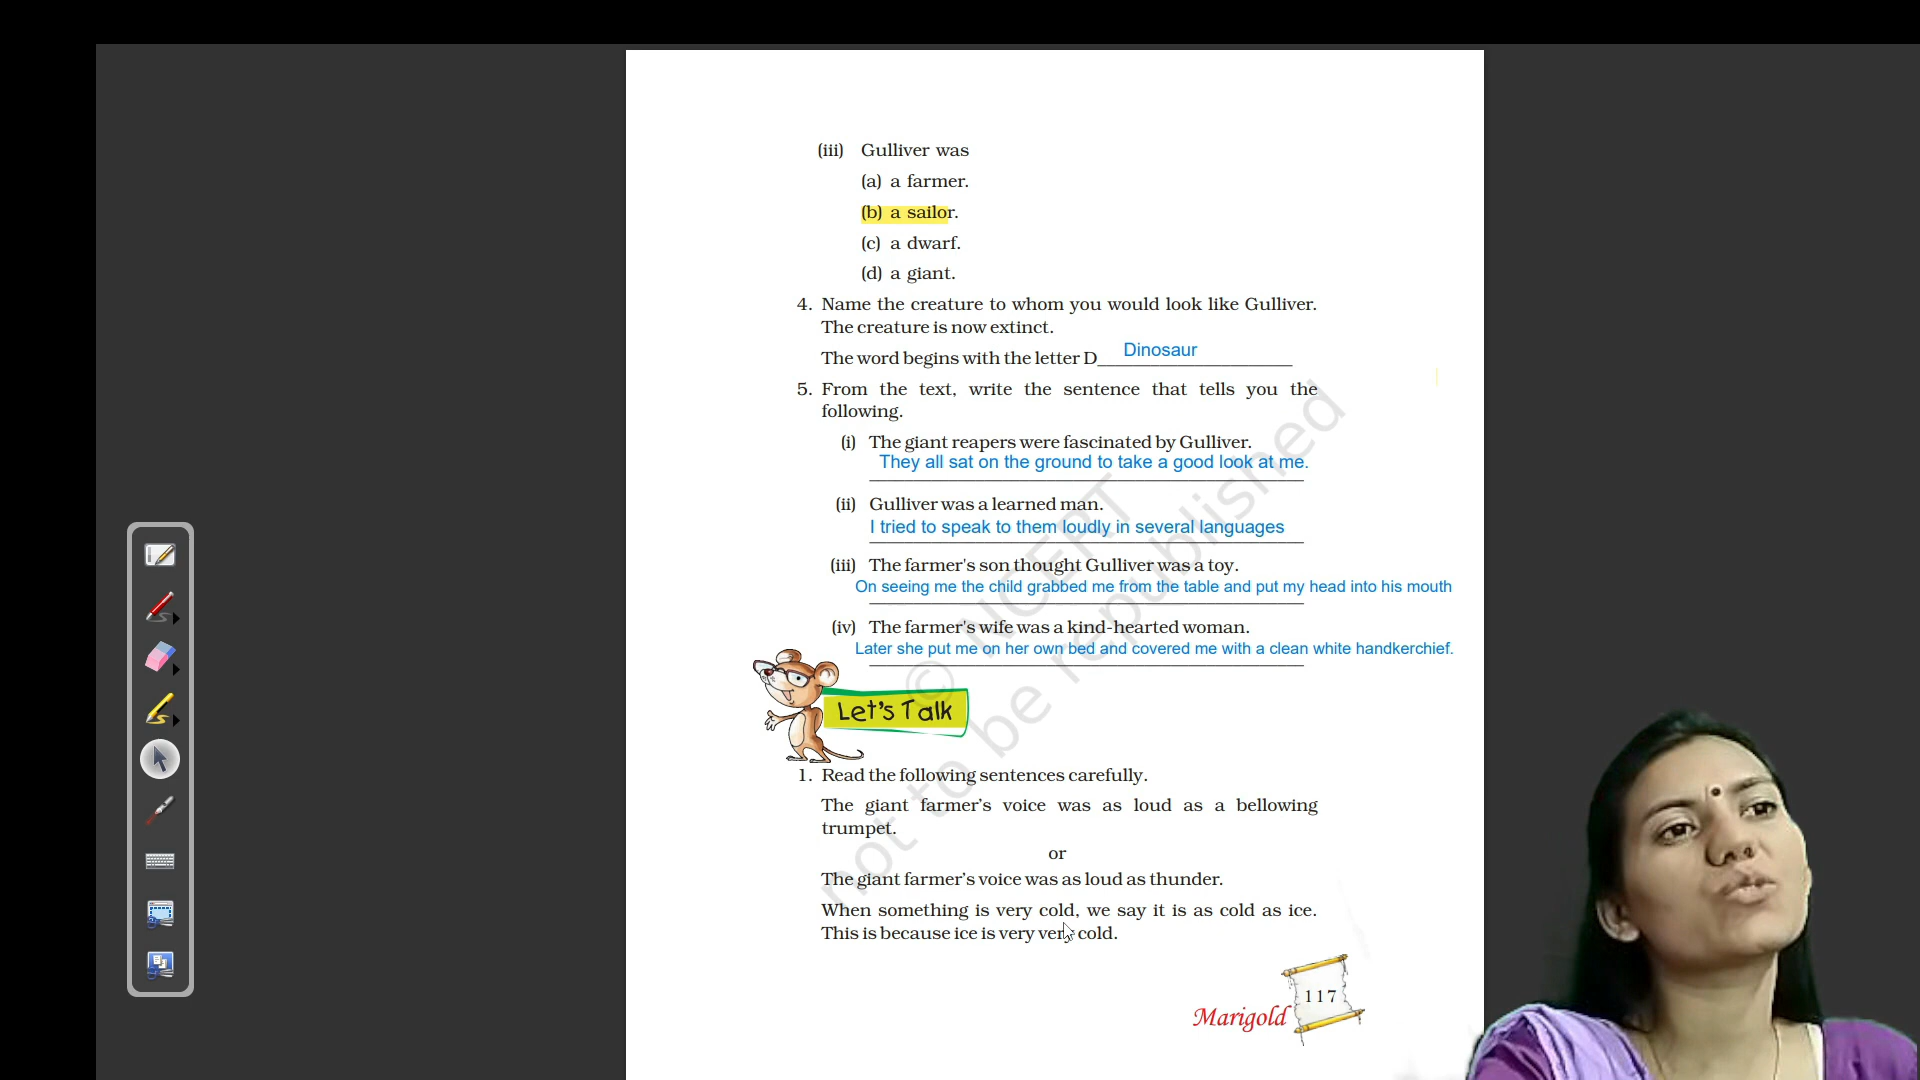 (iii) Gulliver was
(a) a farmer.
(b) a sailor.
(c) a dwarf.
(d) a giant.
4. Name the creature to whom you would look like Gulliver.
The creature is now extinct.
The word begins with the letter D____________________ Dinosaur
5. From the text, write the sentence that tells you the
following.
(i) The giant reapers were fascinated by Gulliver.
They all sat on the ground to take a good look at me.
(ii) Gulliver was a learned man.
I tried to speak to them loudly in several languages
(iii) The farmer's son thought Gulliver was a toy.
On seeing me the child grabbed me from the table and put my head into his mouth
(iv) The farmer's wife was a kind-hearted woman.
Later she put me on her own bed and covered me with a clean white handkerchief.
Let's Talk
1. Read the following sentences carefully.
The giant farmer's voice was as loud as a bellowing
trumpet.
or
The giant farmer's voice was as loud as thunder.
When something is very cold, we say it is as cold as ice.
This is because ice is very very cold.
117
Marigold
© NCERT
not to be republished